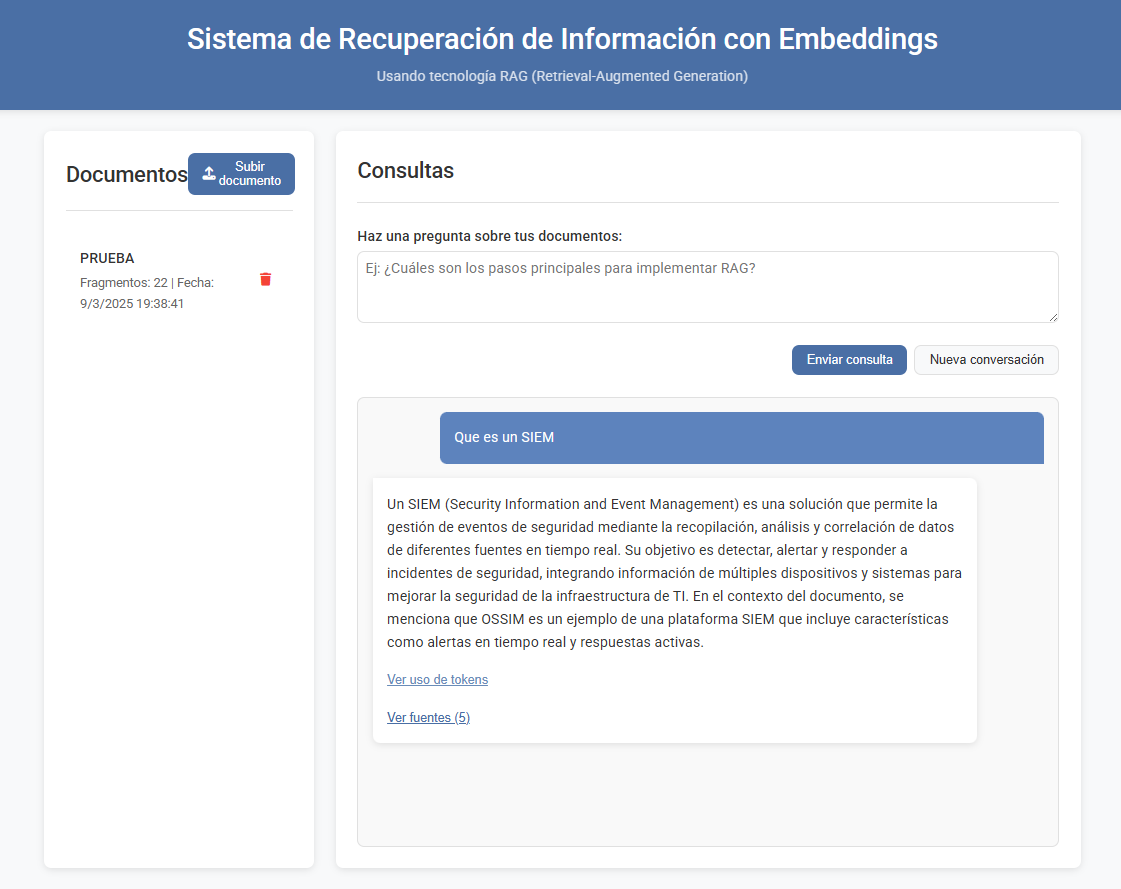 Sistema de Recuperación de Información con Embeddings
Usando tecnología RAG (Retrieval-Augmented Generation)
Documentos
Subir
documento
PRUEBA
Fragmentos: 22 | Fecha:
9/3/2025 19:38:41
Consultas
Haz una pregunta sobre tus documentos:
Ej: ¿Cuáles son los pasos principales para implementar RAG?
Enviar consulta
Nueva conversación
Que es un SIEM
Un SIEM (Security Information and Event Management) es una solución que permite la
gestión de eventos de seguridad mediante la recopilación, análisis y correlación de datos
de diferentes fuentes en tiempo real. Su objetivo es detectar, alertar y responder a
incidentes de seguridad, integrando información de múltiples dispositivos y sistemas para
mejorar la seguridad de la infraestructura de TI. En el contexto del documento, se
menciona que OSSIM es un ejemplo de una plataforma SIEM que incluye características
como alertas en tiempo real y respuestas activas.
Ver uso de tokens
Ver fuentes (5)